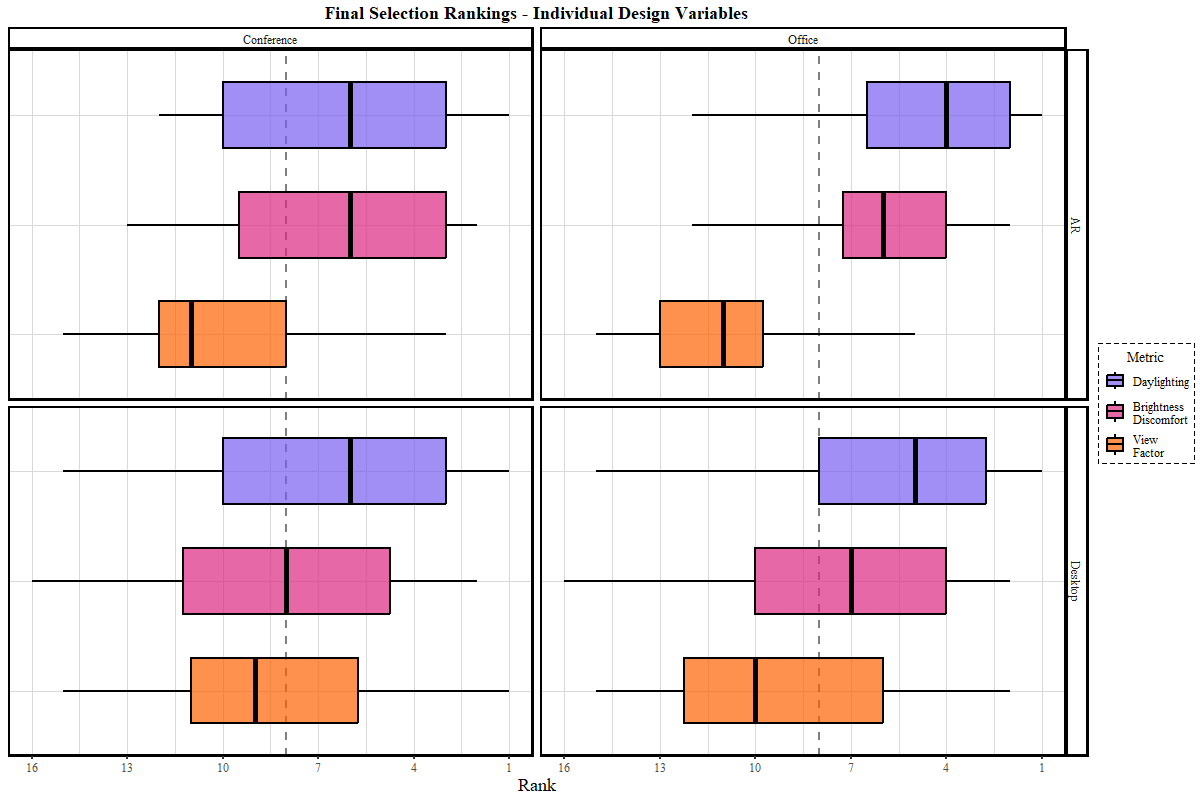 Final Selection Rankings - Individual Design Variables
Conference
Office
AR
Desktop
Metric
Daylighting
Brightness
Discomfort
View
Factor
16 13 10 7 4 1
16 13 10 7 4 1
Rank